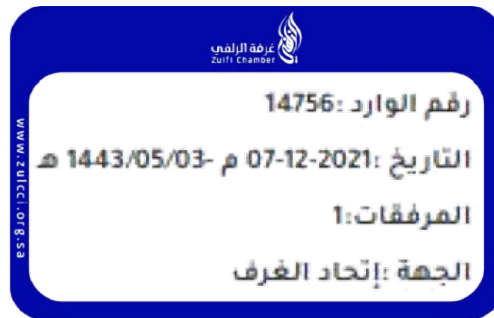 غرفة الزلفي
Zulfi Chamber
رقم الوارد :14756
التاريخ :2021-12-07 م -1443/05/03 هـ
المرفقات:1
الجهة :إتحاد الغرف
www.zulcci.org.sa